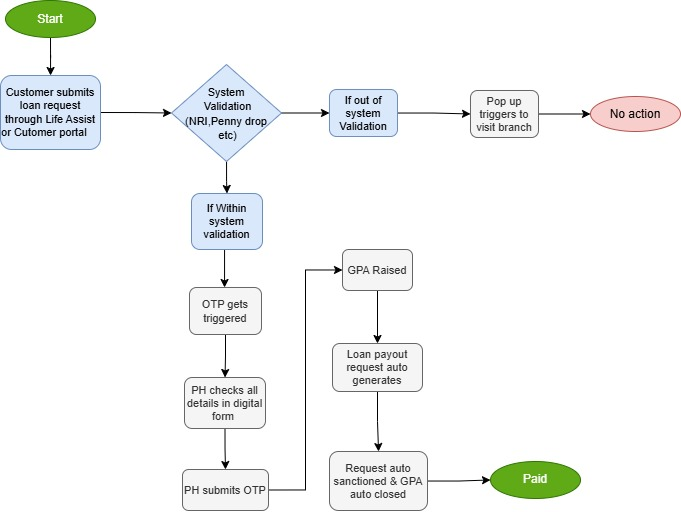 Start
Customer submits
loan request
through Life Assist
or Cutomer portal
System
Validation
(NRI,Penny drop
etc)
If out of
system
Validation
Pop up
triggers to
visit branch
No action
If Within
system
validation
OTP gets
triggered
PH checks all
details in digital
form
PH submits OTP
GPA Raised
Loan payout
request auto
generates
Request auto
sanctioned & GPA
auto closed
Paid